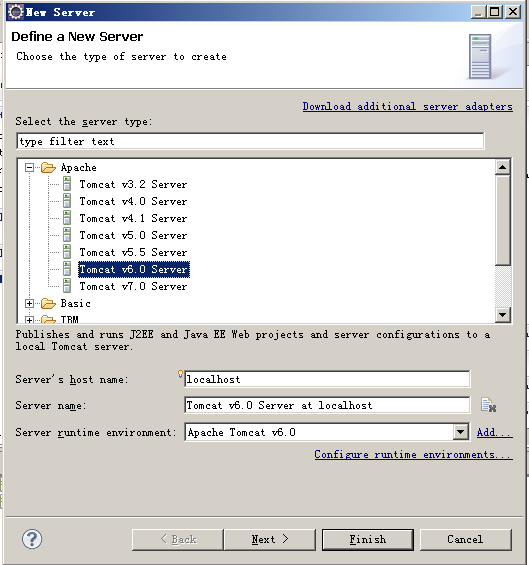 New Server
Define a New Server
Choose the type of server to create
Download additional server adapters
Select the server type:
type filter text
Apache
Tomcat v3.2 Server
Tomcat v4.0 Server
Tomcat v4.1 Server
Tomcat v5.0 Server
Tomcat v5.5 Server
Tomcat v6.0 Server
Tomcat v7.0 Server
Basic
IBM
Publishes and runs J2EE and Java EE Web projects and server configurations to a
local Tomcat server.
Server's host name: localhost
Server name: Tomcat v6.0 Server at localhost
Server runtime environment: Apache Tomcat v6.0 Add...
Configure runtime environments...
? < Back Next > Finish Cancel